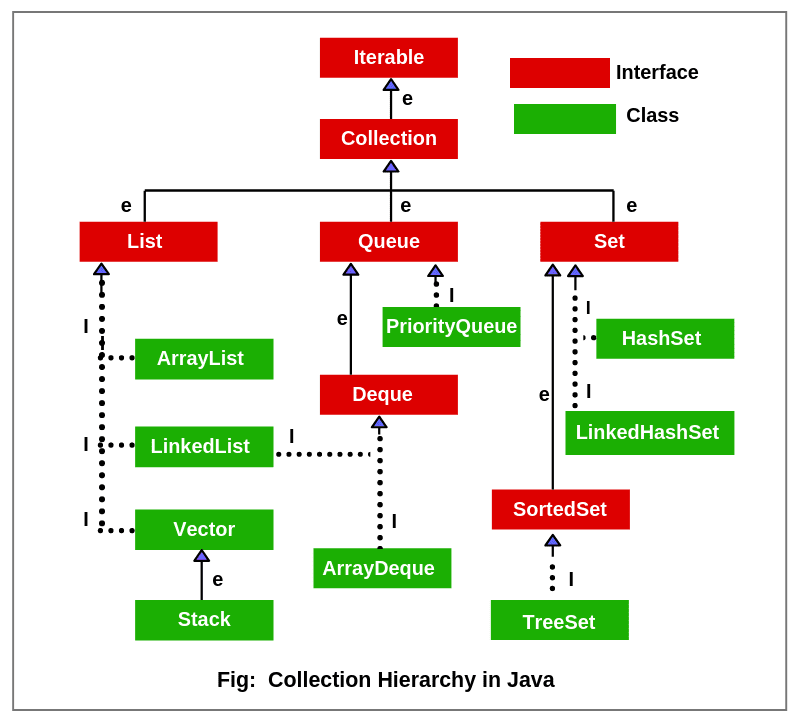 Iterable
Interface
e
Class
Collection
e
e
e
List
Queue
Set
I
I
e
I
PriorityQueue
HashSet
ArrayList
Deque
e
I
LinkedHashSet
I
I
LinkedList
I
I
SortedSet
Vector
ArrayDeque
e
I
Stack
TreeSet
Fig: Collection Hierarchy in Java